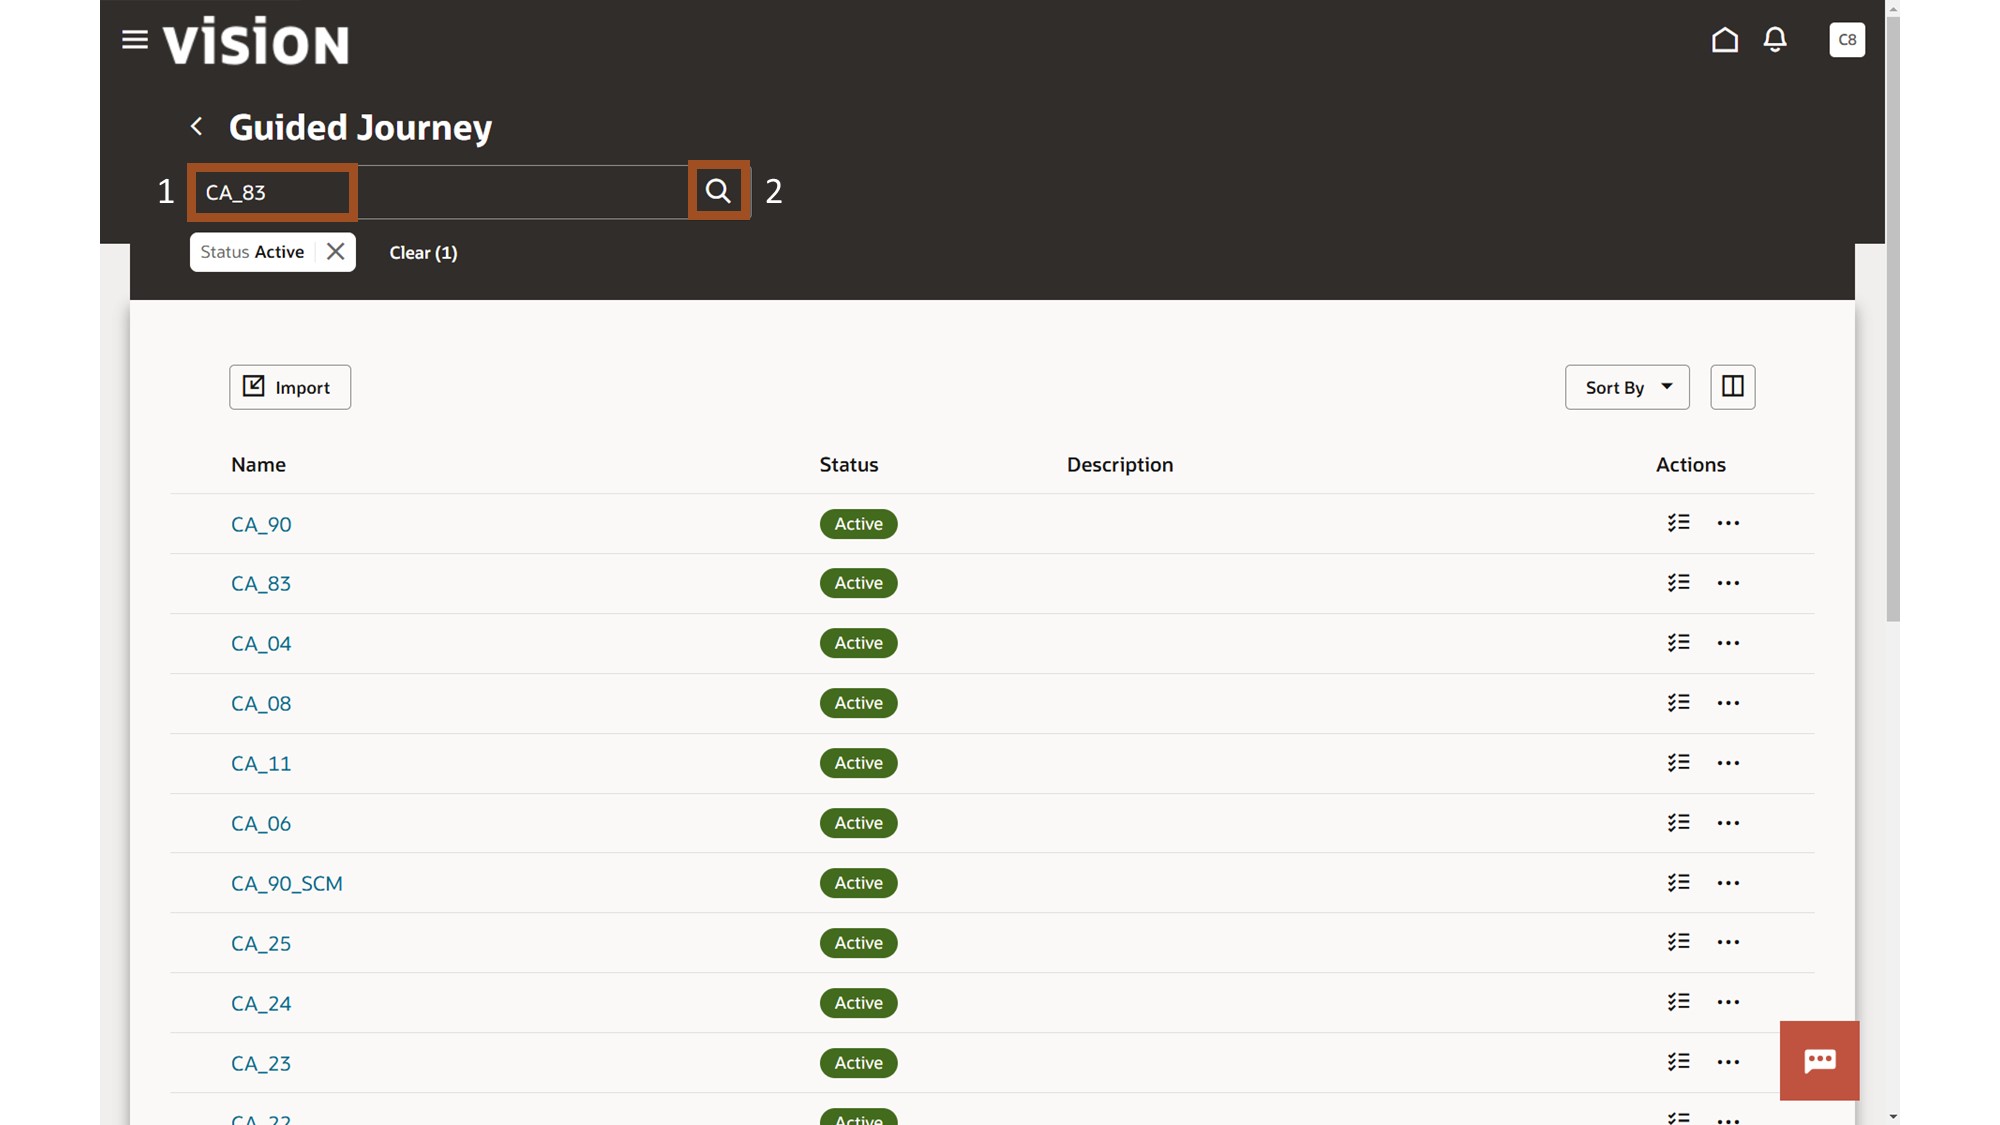 vision
C8
Guided Journey
1 CA_83 2
Status Active Clear (1)
Import Sort By
Name Status Description Actions
CA_90 Active
CA_83 Active
CA_04 Active
CA_08 Active
CA_11 Active
CA_06 Active
CA_90_SCM Active
CA_25 Active
CA_24 Active
CA_23 Active
CA_22 Active